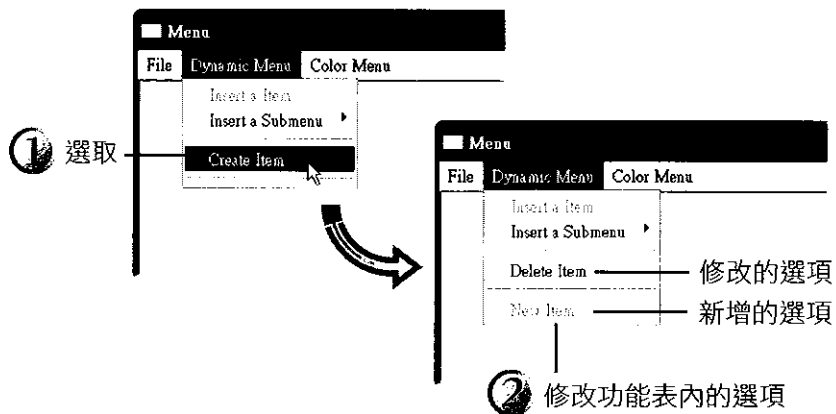 Menu
File Dynamic Menu Color Menu
Insert a Item
Insert a Submenu
① 選取
Create Item
Menu
File Dynamic Menu Color Menu
Insert a Item
Insert a Submenu
Delete Item
修改的選項
New Item
新增的選項
② 修改功能表內的選項